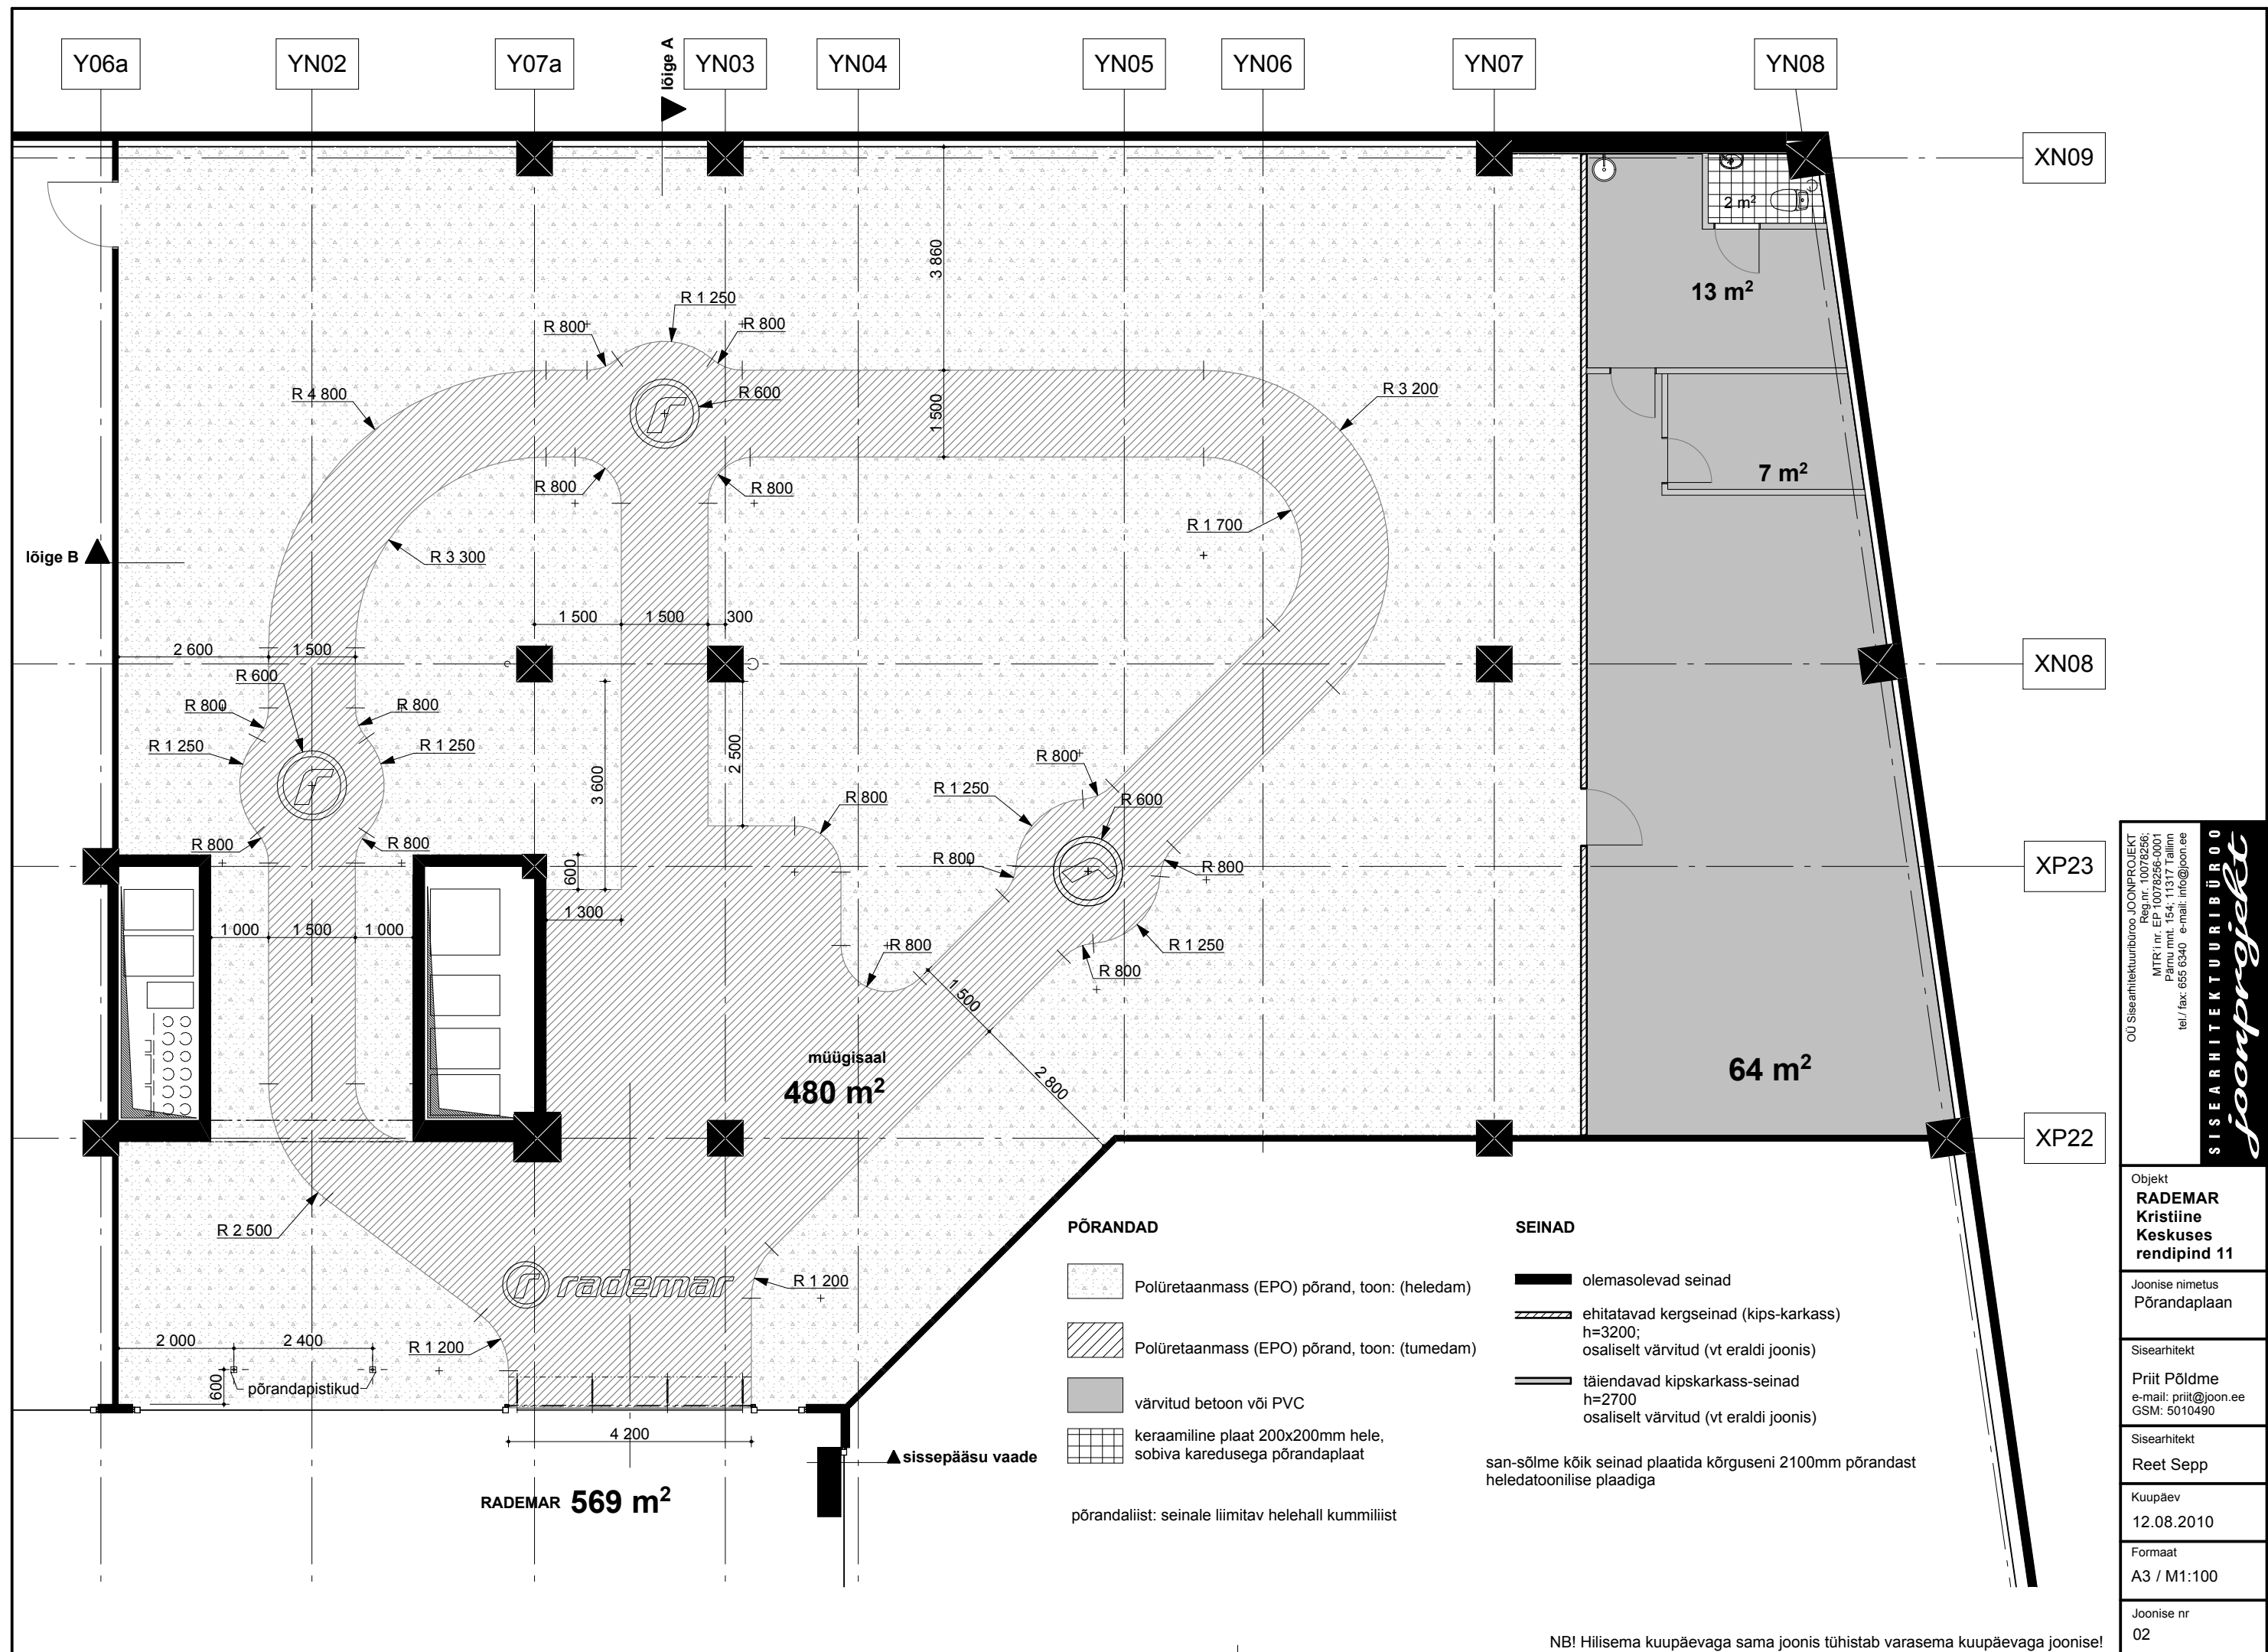 Y06a
YN02
Y07a
lõige A
YN03
YN04
YN05
YN06
YN07
YN08
XN09
XN08
XP23
XP22
2 m²
13 m²
7 m²
64 m²
3 860
R 1 250
R 800
R 800
R 4 800
R 600
1 500
R 3 200
R 800
R 800
R 1 700
lõige B
R 3 300
1 500
1 500
300
2 600
1 500
R 600
R 800
R 800
R 1 250
R 1 250
3 600
2 500
R 800
R 1 250
R 600
R 800
R 800
R 800
600
R 800
R 800
1 300
1 000
1 500
1 000
R 800
R 1 250
R 800
1 500
2 800
müügisaal
480 m²
R 2 500
rademar
R 1 200
2 000
2 400
R 1 200
600
põrandapistikud
4 200
sissepääsu vaade
RADEMAR 569 m²
PÕRANDAD
Polüretaanmass (EPO) põrand, toon: (heledam)
Polüretaanmass (EPO) põrand, toon: (tumedam)
värvitud betoon või PVC
keraamiline plaat 200x200mm hele,
sobiva karedusega põrandaplaat
põrandaliist: seinale liimitav helehall kummiliist
SEINAD
olemasolevad seinad
ehitatavad kergseinad (kips-karkass)
h=3200;
osaliselt värvitud (vt eraldi joonis)
täiendavad kipskarkass-seinad
h=2700
osaliselt värvitud (vt eraldi joonis)
san-sõlme kõik seinad plaatida kõrguseni 2100mm põrandast
heledatoonilise plaadiga
OÜ Sisearhitektuuribüroo JOONPROJEKT
Reg.nr. 10078256;
MTR'i nr. EP 10078256-0001
Pärnu mnt. 154; 11317 Tallinn
tel./ fax: 655 6340 e-mail: info@joon.ee
SISEARHITEKTUURIBÜROO
joonprojekt
Objekt
RADEMAR
Kristiine
Keskuses
rendipind 11
Joonise nimetus
Põrandaplaan
Sisearhitekt
Priit Põldme
e-mail: priit@joon.ee
GSM: 5010490
Sisearhitekt
Reet Sepp
Kuupäev
12.08.2010
Formaat
A3 / M1:100
Joonise nr
02
NB! Hilisema kuupäevaga sama joonis tühistab varasema kuupäevaga joonise!